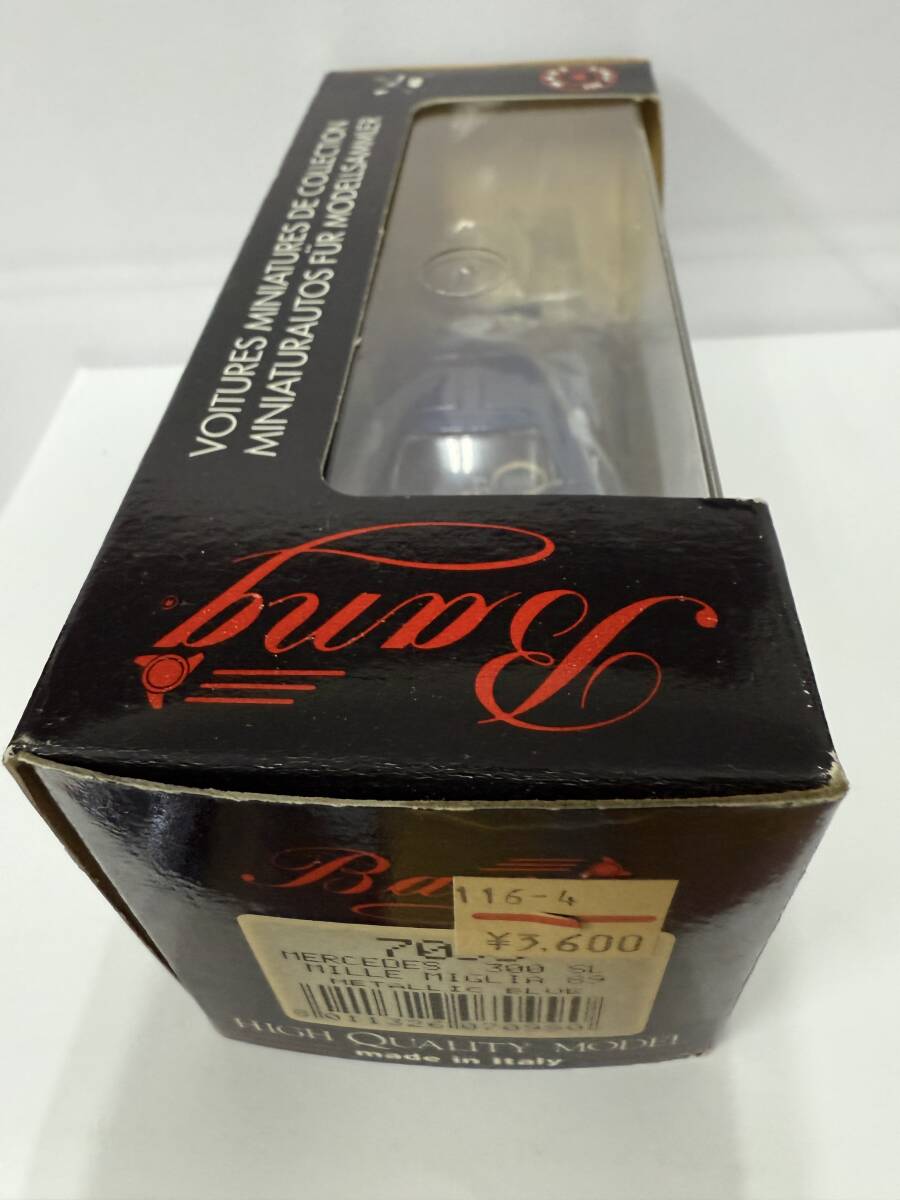 VOITURES MINIATURES DE COLLECTION
MINIATURAUTOS FÜR MODELLSAMMLER
Bang
116-4
¥3.600
MERCEDES 300 SL
MILLE MIGLIA 89
METALLIC BLUE
HIGH QUALITY MODEL
made in Italy